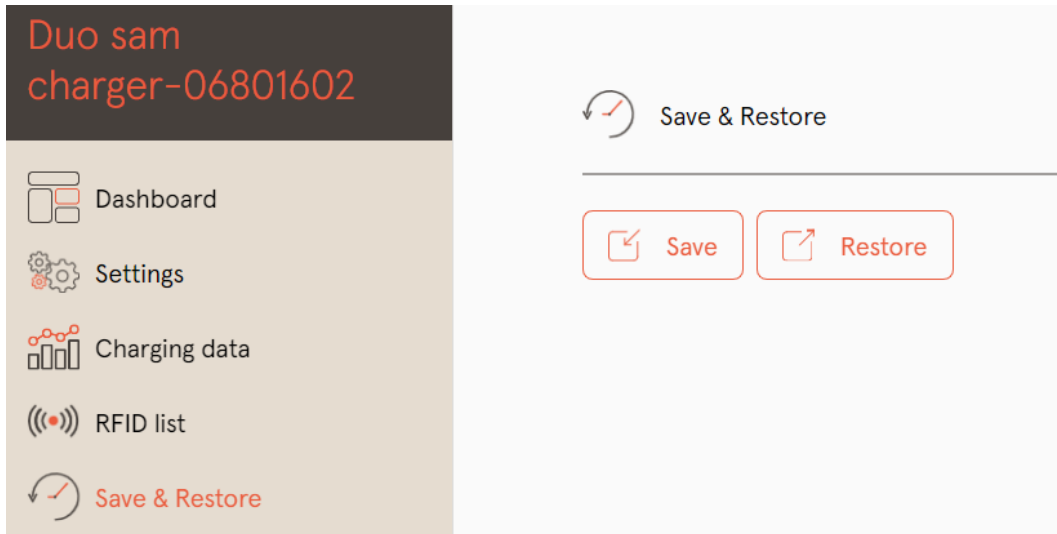 Duo sam
charger-06801602
Dashboard
Settings
Charging data
RFID list
Save & Restore
Save & Restore
Save
Restore